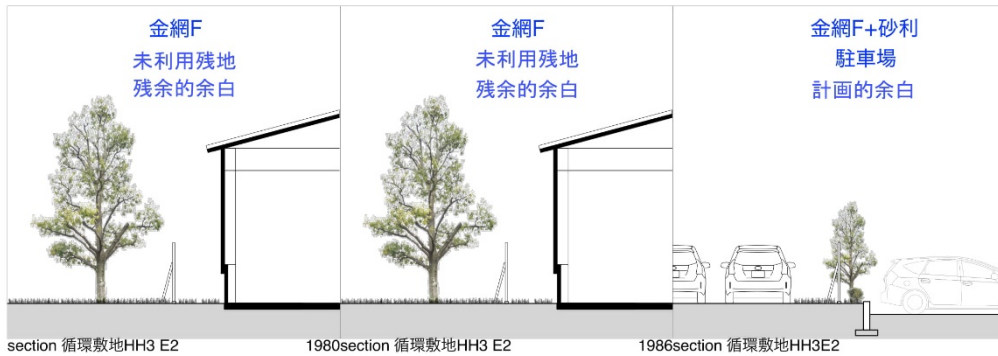 金網F
未利用残地
残余的余白
金網F
未利用残地
残余的余白
金網F+砂利
駐車場
計画的余白
section 循環敷地HH3 E2
1980section 循環敷地HH3 E2
1986section 循環敷地HH3E2